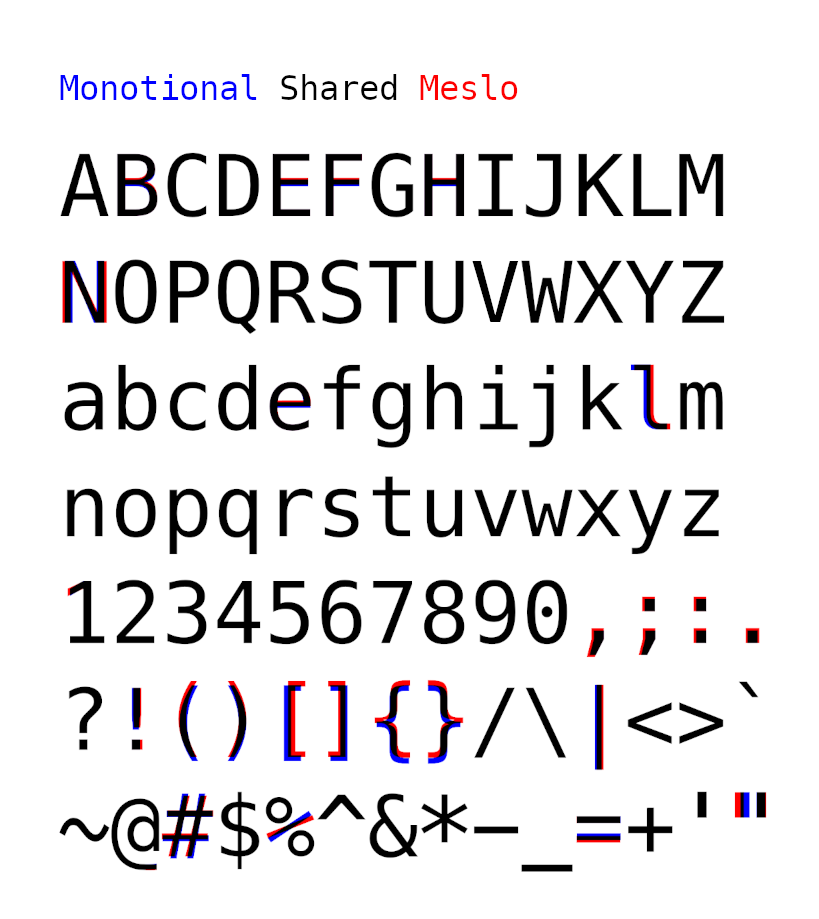 Monotional Shared Meslo
ABCDEFGHIJKLM
NOPQRSTUVWXYZ
abcdefghijklm
nopqrstuvwxyz
1234567890,;:.
?!()[]{}/\|<>`
~@#$%^&*-_=+'"